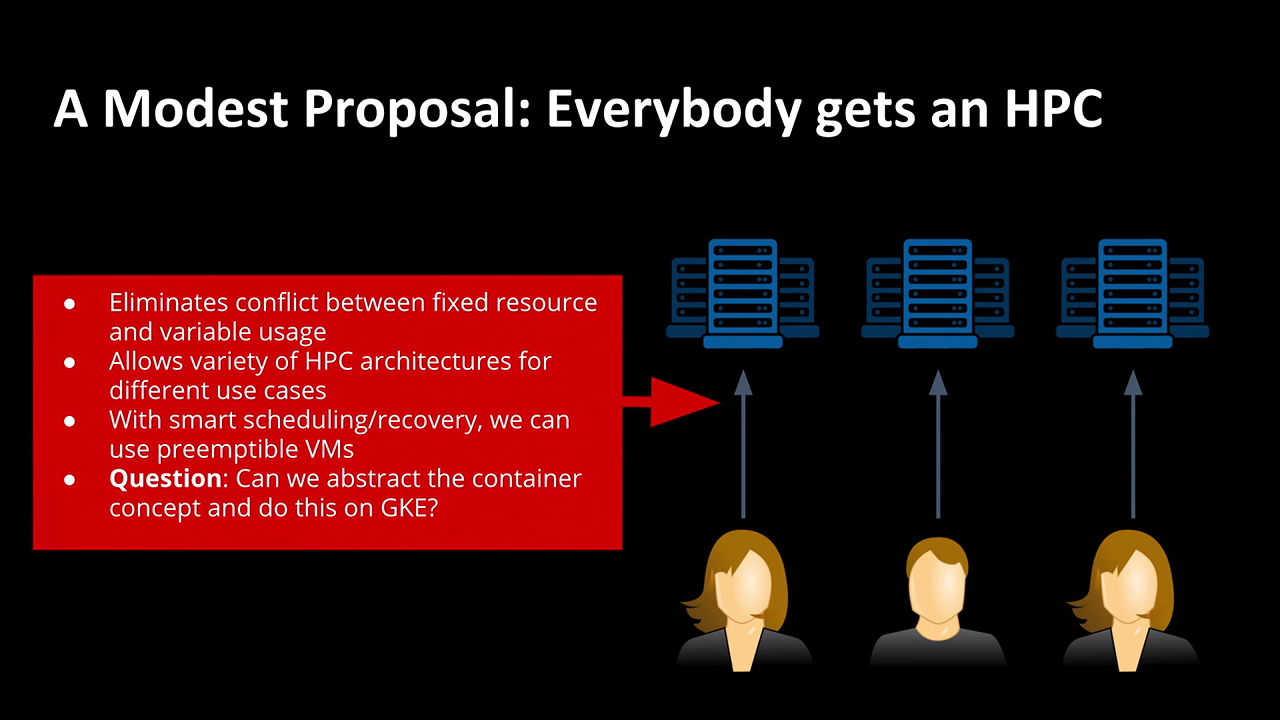 A Modest Proposal: Everybody gets an HPC
● Eliminates conflict between fixed resource
and variable usage
● Allows variety of HPC architectures for
different use cases
● With smart scheduling/recovery, we can
use preemptible VMs
● Question: Can we abstract the container
concept and do this on GKE?